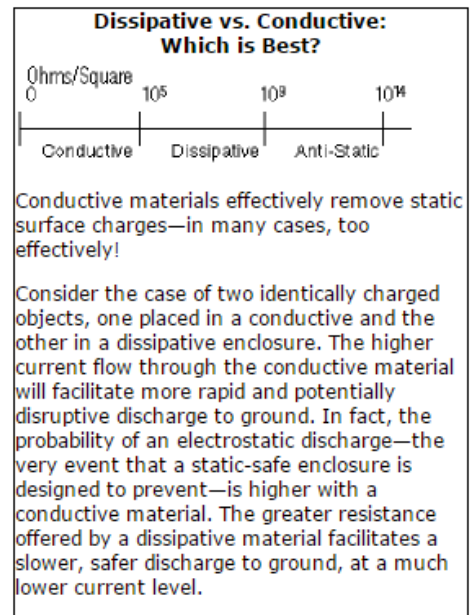 Dissipative vs. Conductive:
Which is Best?
Ohms/Square
0 10⁵ 10⁹ 10¹⁴
Conductive Dissipative Anti-Static
Conductive materials effectively remove static
surface charges—in many cases, too
effectively!
Consider the case of two identically charged
objects, one placed in a conductive and the
other in a dissipative enclosure. The higher
current flow through the conductive material
will facilitate more rapid and potentially
disruptive discharge to ground. In fact, the
probability of an electrostatic discharge—the
very event that a static-safe enclosure is
designed to prevent—is higher with a
conductive material. The greater resistance
offered by a dissipative material facilitates a
slower, safer discharge to ground, at a much
lower current level.